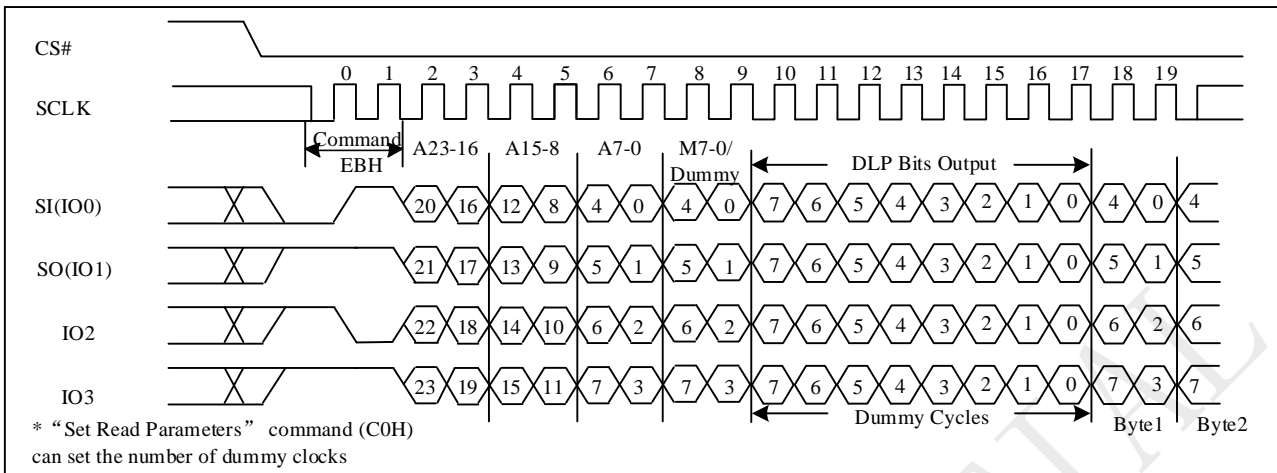 CS#
0 1 2 3 4 5 6 7 8 9 10 11 12 13 14 15 16 17 18 19
SCLK
Command EBH A23-16 A15-8 A7-0 M7-0/ Dummy DLP Bits Output
SI(IO0) 20 16 12 8 4 0 4 0 7 6 5 4 3 2 1 0 4 0 4
SO(IO1) 21 17 13 9 5 1 5 1 7 6 5 4 3 2 1 0 5 1 5
IO2 22 18 14 10 6 2 6 2 7 6 5 4 3 2 1 0 6 2 6
IO3 23 19 15 11 7 3 7 3 7 6 5 4 3 2 1 0 7 3 7
Dummy Cycles Byte1 Byte2
* “Set Read Parameters” command (C0H)
can set the number of dummy clocks